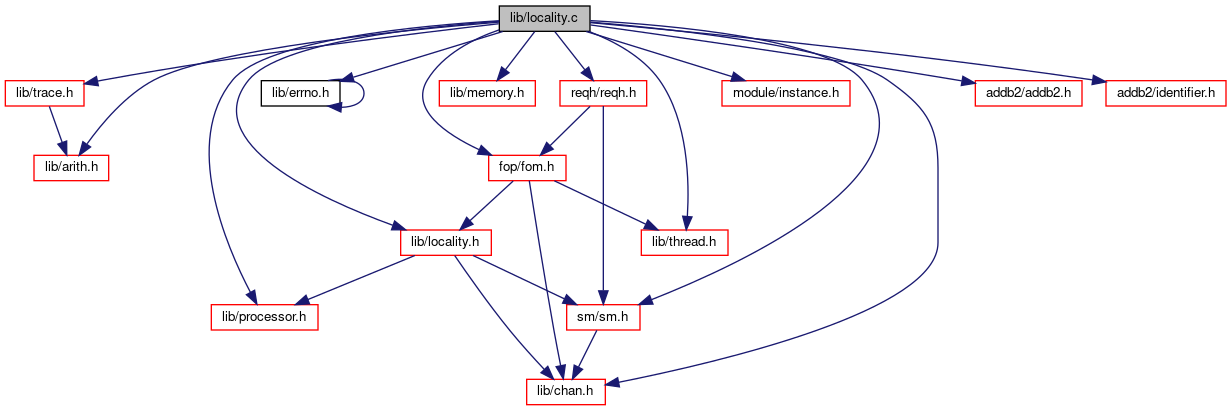 lib/locality.c
lib/trace.h
lib/errno.h
lib/memory.h
reqh/reqh.h
module/instance.h
addb2/addb2.h
addb2/identifier.h
lib/arith.h
fop/fom.h
lib/locality.h
lib/thread.h
lib/processor.h
sm/sm.h
lib/chan.h